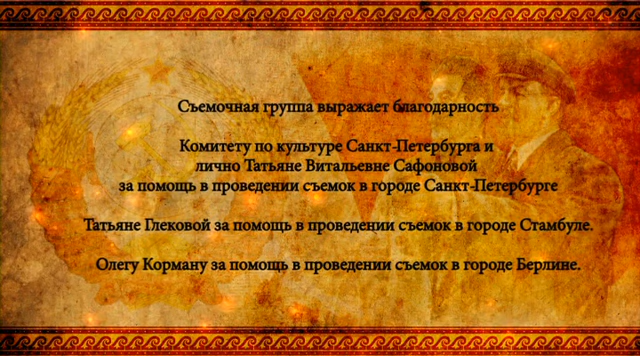 Съемочная группа выражает благодарность
Комитету по культуре Санкт-Петербурга и
лично Татьяне Витальевне Сафоновой
за помощь в проведении съемок в городе Санкт-Петербурге
Татьяне Глековой за помощь в проведении съемок в городе Стамбуле.
Олегу Корману за помощь в проведении съемок в городе Берлине.